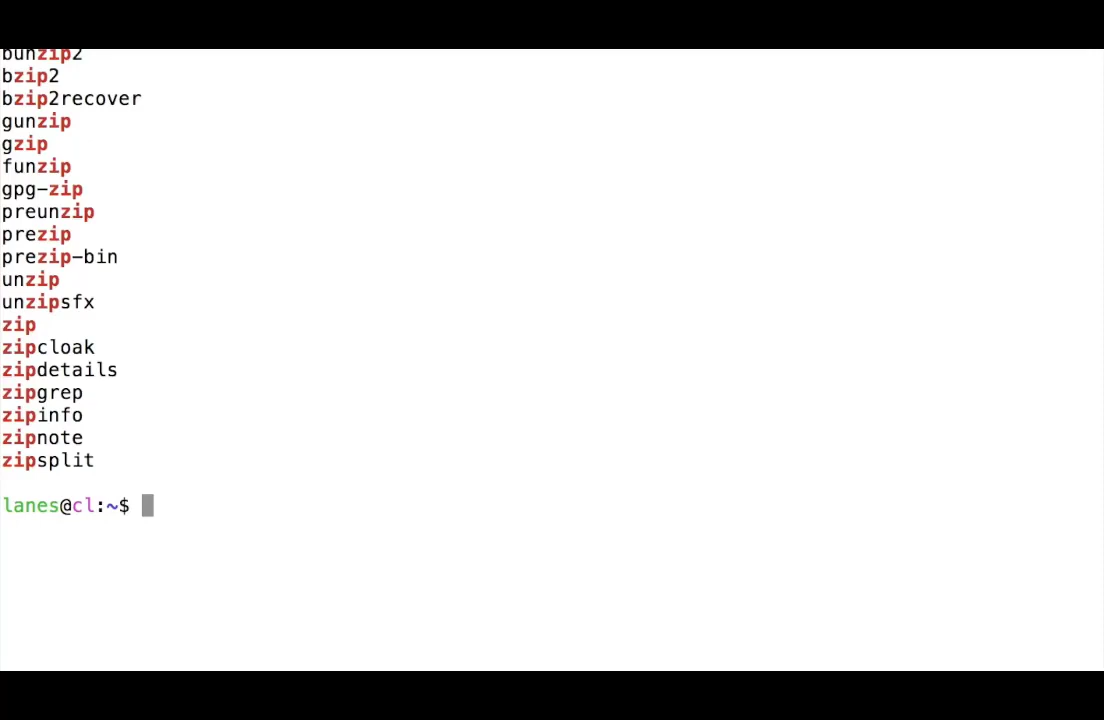 bunzip2
bzip2
bzip2recover
gunzip
gzip
funzip
gpg-zip
preunzip
prezip
prezip-bin
unzip
unzipsfx
zip
zipcloak
zipdetails
zipgrep
zipinfo
zipnote
zipsplit
lanes@cl:~$